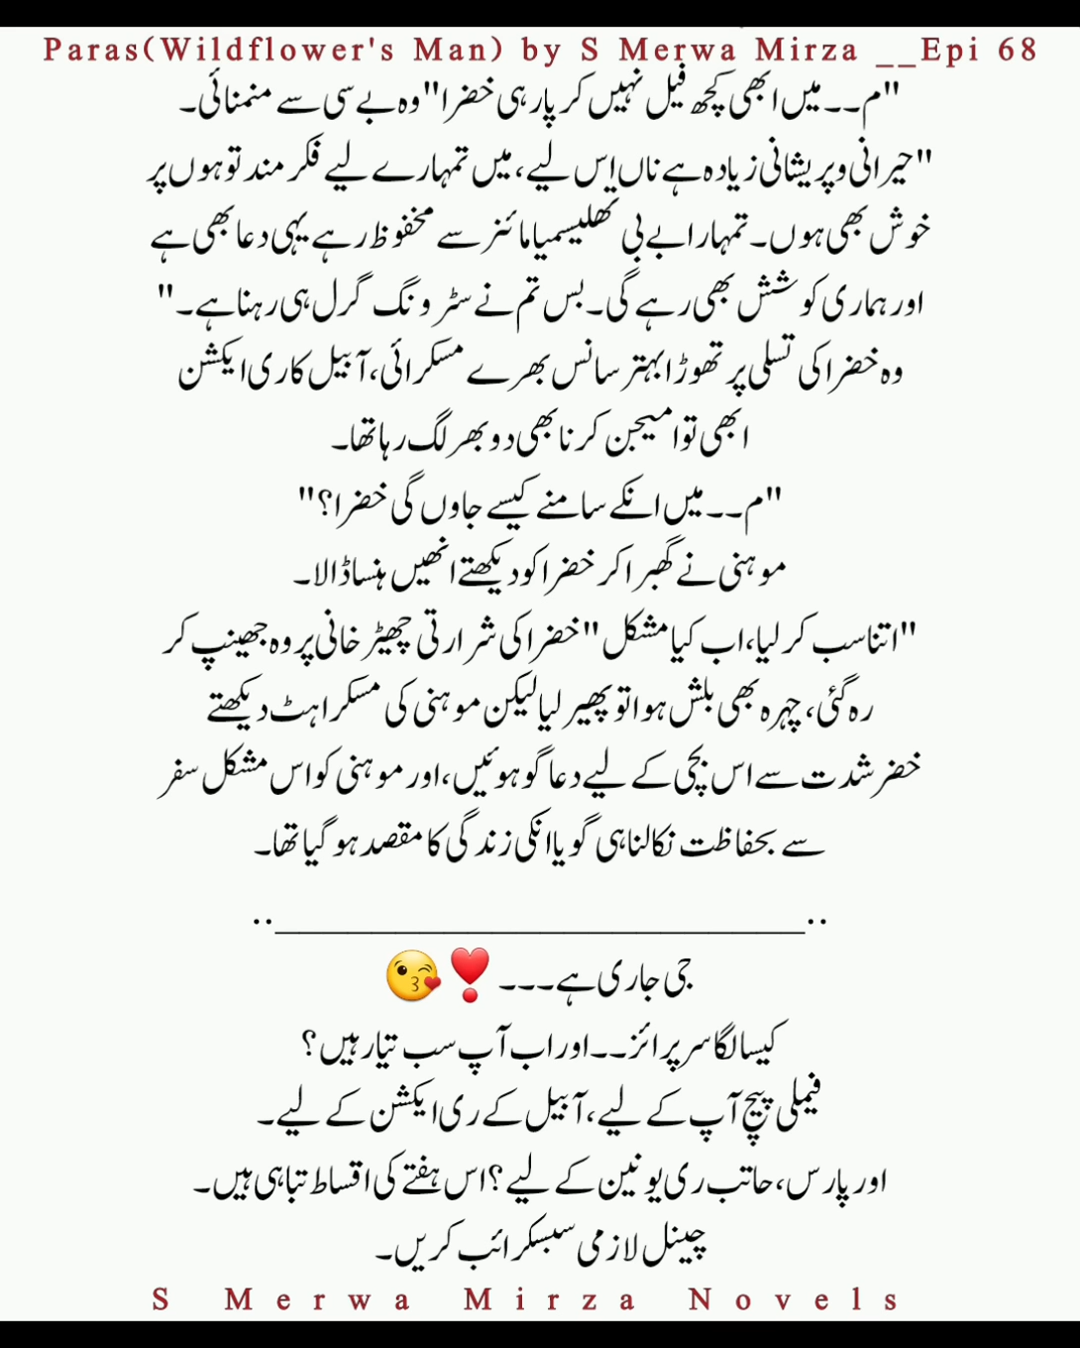 Paras(Wildflower's Man) by S Merwa Mirza __Epi 68
"م۔۔میں ابھی کچھ فیل نہیں کر پارہی خضرا" وہ بے سی سے منمنائی۔
"حیرانی و پریشانی زیادہ ہے ناں اِس لیے، میں تمہارے لیے فکر مند تو ہوں پر
خوش بھی ہوں۔ تمہارا بے بی تھلیسمیا مائنر سے محفوظ رہے یہی دعا بھی ہے
اور ہماری کوشش بھی رہے گی۔ بس تم نے سٹرونگ گرل ہی رہنا ہے۔"
وہ خضرا کی تسلی پر تھوڑا بہتر سانس بھرے مسکرائی، آبیل کا ری ایکشن
ابھی تو امیجن کرنا بھی دوبھر لگ رہا تھا۔
"م۔۔میں انکے سامنے کیسے جاوں گی خضرا؟"
موہنی نے گھبرا کر خضرا کو دیکھتے انھیں ہنسا ڈالا۔
"اتنا سب کر لیا، اب کیا مشکل" خضرا کی شرارتی چھیڑ خانی پر وہ جھینپ کر
رہ گئی، چہرہ بھی بلش ہوا تو پھیر لیا لیکن موہنی کی مسکراہٹ دیکھتے
خضر شدت سے اس بچی کے لیے دعا گو ہوئیں، اور موہنی کو اس مشکل سفر
سے بحفاظت نکالنا ہی گویا انکی زندگی کا مقصد ہو گیا تھا۔
..______________________________..
جی جاری ہے۔۔۔❣️😘
کیسا لگا سرپرائز۔۔اور اب آپ سب تیار ہیں؟
فیملی پیچ آپ کے لیے، آبیل کے ری ایکشن کے لیے۔
اور پارس، حاتب ری یونین کے لیے؟ اس ہفتے کی اقساط تباہی ہیں۔
چینل لازمی سبسکرائب کریں۔
S Merwa Mirza Novels